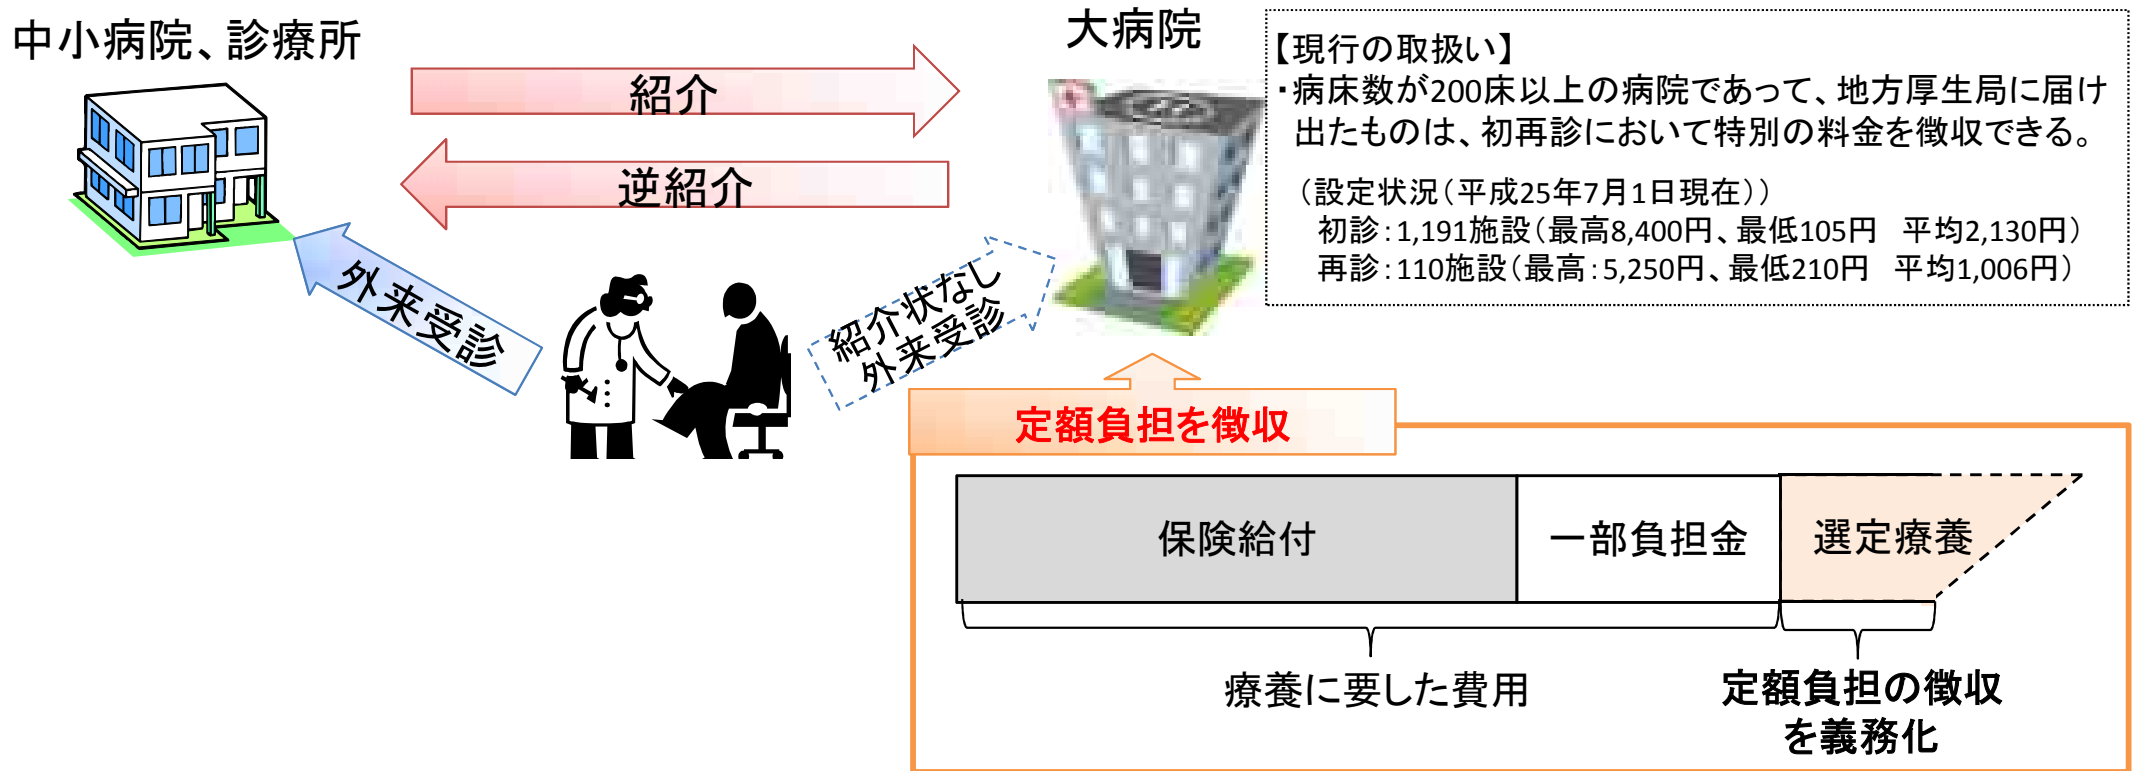 中小病院、診療所
大病院
紹介
逆紹介
外来受診
紹介状なし
外来受診
【現行の取扱い】
・病床数が200床以上の病院であって、地方厚生局に届け
出たものは、初再診において特別の料金を徴収できる。
（設定状況（平成25年7月1日現在））
初診：1,191施設（最高8,400円、最低105円　平均2,130円）
再診：110施設（最高：5,250円、最低210円　平均1,006円）
定額負担を徴収
保険給付
一部負担金
選定療養
療養に要した費用
定額負担の徴収
を義務化